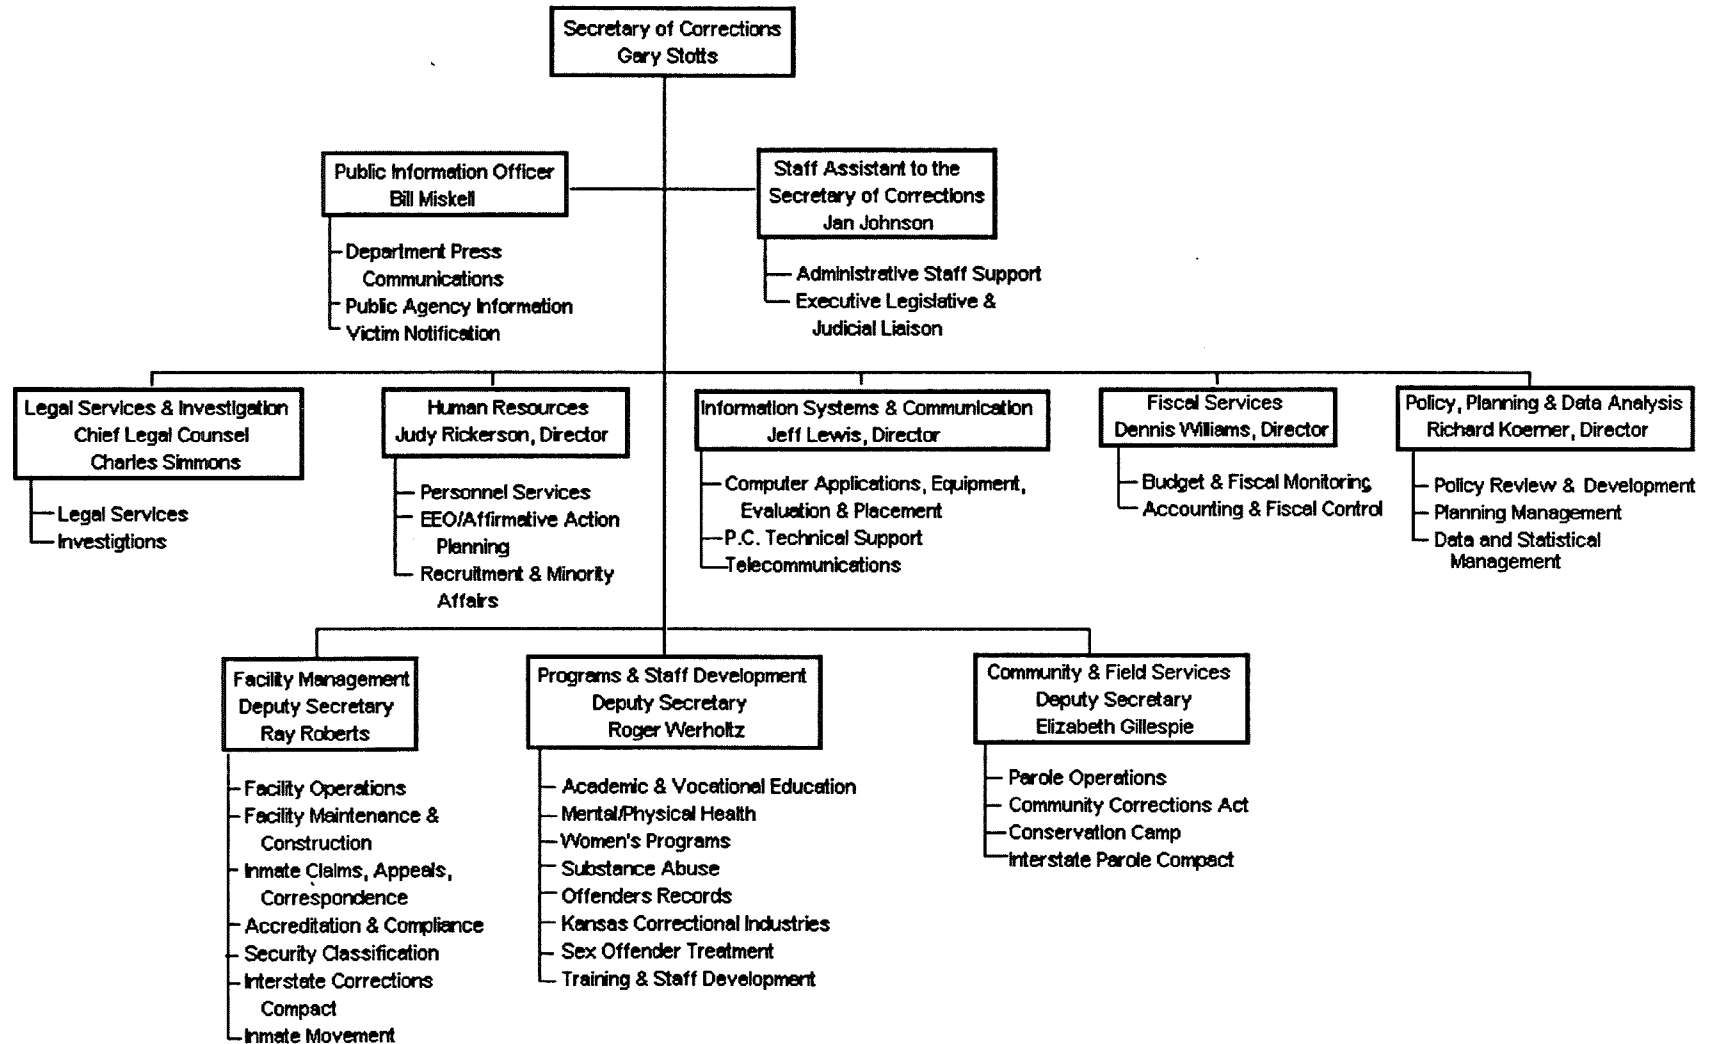 Secretary of Corrections
Gary Stotts
Public Information Officer
Bill Miskell
Department Press
Communications
Public Agency Information
Victim Notification
Staff Assistant to the
Secretary of Corrections
Jan Johnson
Administrative Staff Support
Executive Legislative &
Judicial Liaison
Legal Services & Investigation
Chief Legal Counsel
Charles Simmons
Legal Services
Investigtions
Human Resources
Judy Rickerson, Director
Personnel Services
EEO/Affirmative Action
Planning
Recruitment & Minority
Affairs
Information Systems & Communication
Jeff Lewis, Director
Computer Applications, Equipment,
Evaluation & Placement
P.C. Technical Support
Telecommunications
Fiscal Services
Dennis Williams, Director
Budget & Fiscal Monitoring
Accounting & Fiscal Control
Policy, Planning & Data Analysis
Richard Koerner, Director
Policy Review & Development
Planning Management
Data and Statistical
Management
Facility Management
Deputy Secretary
Ray Roberts
Facility Operations
Facility Maintenance &
Construction
Inmate Claims, Appeals,
Correspondence
Accreditation & Compliance
Security Classification
Interstate Corrections
Compact
Inmate Movement
Programs & Staff Development
Deputy Secretary
Roger Werholtz
Academic & Vocational Education
Mental/Physical Health
Women's Programs
Substance Abuse
Offenders Records
Kansas Correctional Industries
Sex Offender Treatment
Training & Staff Development
Community & Field Services
Deputy Secretary
Elizabeth Gillespie
Parole Operations
Community Corrections Act
Conservation Camp
Interstate Parole Compact